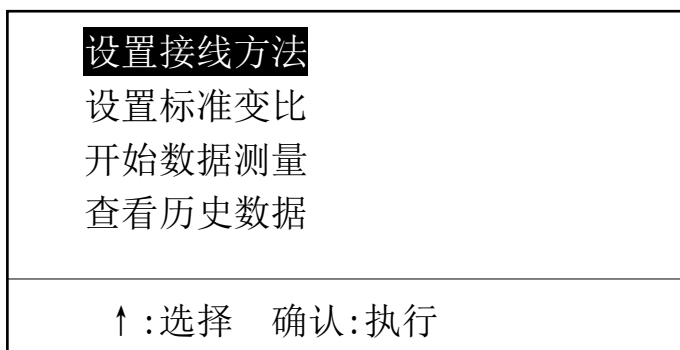 设置接线方法
设置标准变比
开始数据测量
查看历史数据
↑:选择 确认:执行